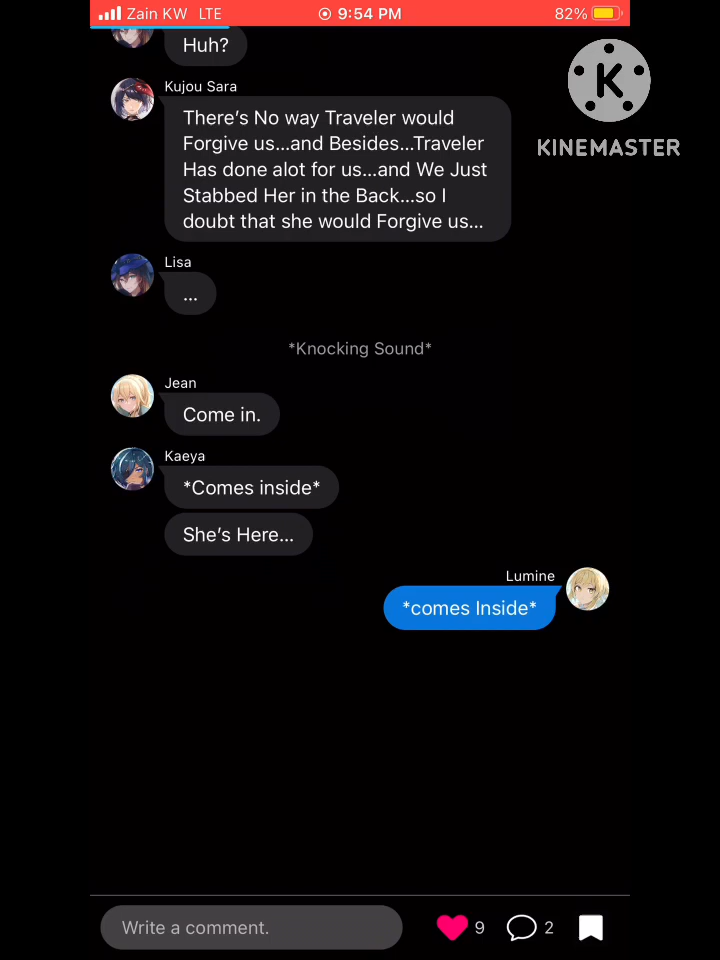 Zain KW LTE 9:54 PM 82%
Huh?
KINEMASTER
Kujou Sara
There's No way Traveler would
Forgive us...and Besides...Traveler
Has done alot for us...and We Just
Stabbed Her in the Back...so I
doubt that she would Forgive us...
Lisa
...
*Knocking Sound*
Jean
Come in.
Kaeya
*Comes inside*
She's Here...
Lumine
*comes Inside*
Write a comment. 9 2